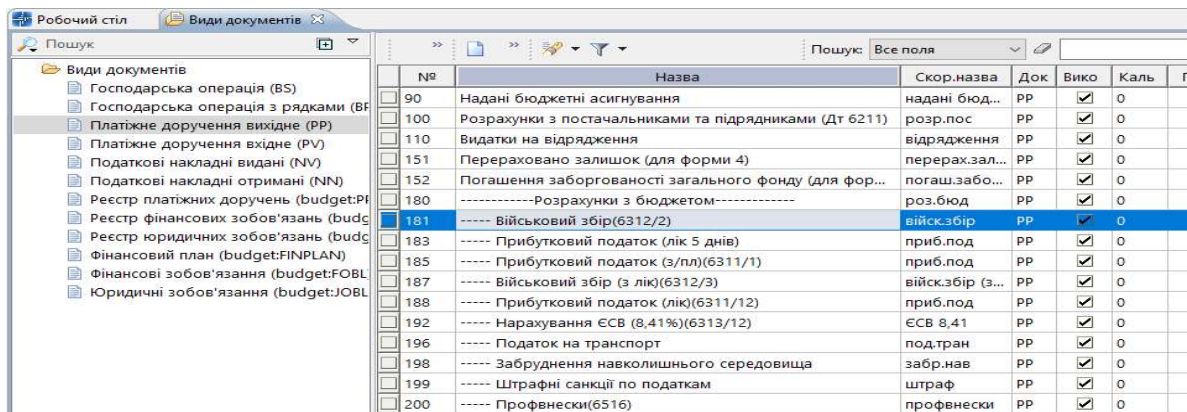 Робочий стіл Види документів
Пошук
Види документів
Господарська операція (BS)
Господарська операція з рядками (BF
Платіжне доручення вихідне (PP)
Платіжне доручення вхідне (PV)
Податкові накладні видані (NV)
Податкові накладні отримані (NN)
Реєстр платіжних доручень (budget:PI
Реєстр фінансових зобов'язань (budg
Реєстр юридичних зобов'язань (budg
Фінансовий план (budget:FINPLAN)
Фінансові зобов'язання (budget:FOBL
Юридичні зобов'язання (budget:JOBL
» » Пошук: Все поля
№ Назва Скор.назва Док Вико Каль
90 Надані бюджетні асигнування надані бюд... PP 0
100 Розрахунки з постачальниками та підрядниками (Дт 6211) розр.пос PP 0
110 Видатки на відрядження відрядження PP 0
151 Перераховано залишок (для форми 4) перерах.зал... PP 0
152 Погашення заборгованості загального фонду (для фор... погаш.забо... PP 0
180 ------------Розрахунки з бюджетом------------- роз.бюд PP 0
181 ----- Військовий збір(6312/2) військ.збір PP 0
183 ----- Прибутковий податок (лік 5 днів) приб.под PP 0
185 ----- Прибутковий податок (з/пл)(6311/1) приб.под PP 0
187 ----- Військовий збір (з лік)(6312/3) військ.збір (з... PP 0
188 ----- Прибутковий податок (лік)(6311/12) приб.под PP 0
192 ----- Нарахування ЄСВ (8,41%)(6313/12) ЄСВ 8,41 PP 0
196 ----- Податок на транспорт под.тран PP 0
198 ----- Забруднення навколишнього середовища забр.нав PP 0
199 ----- Штрафні санкції по податкам штраф PP 0
200 ----- Профвнески(6516) профвнески PP 0